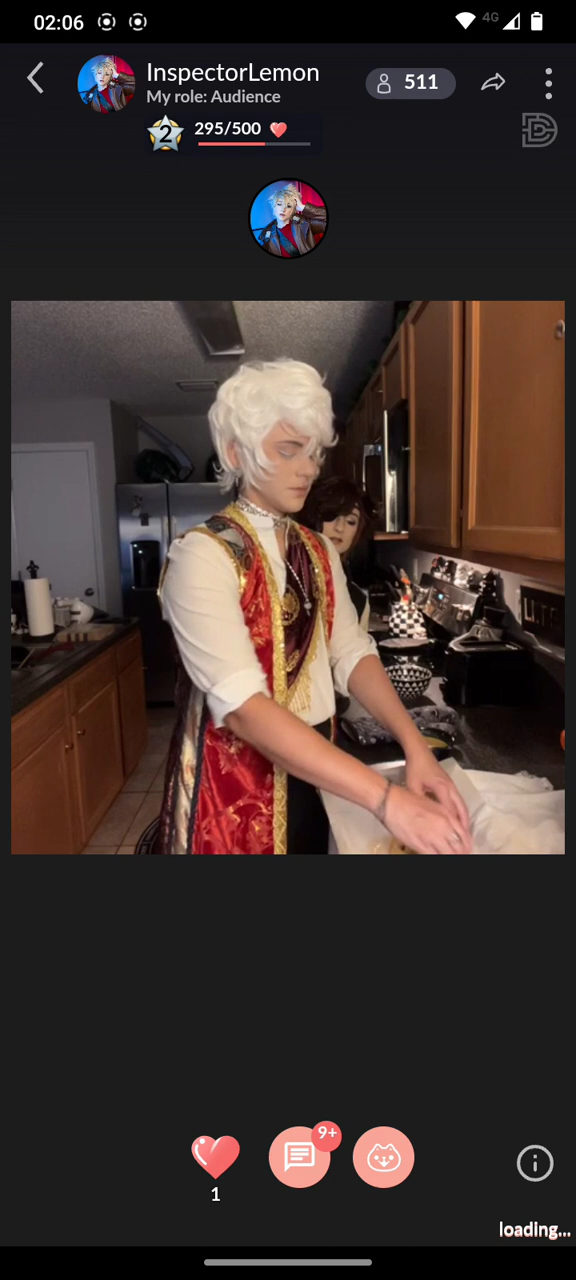 02:06
4G
InspectorLemon
My role: Audience
511
2
295/500
9+
1
loading...